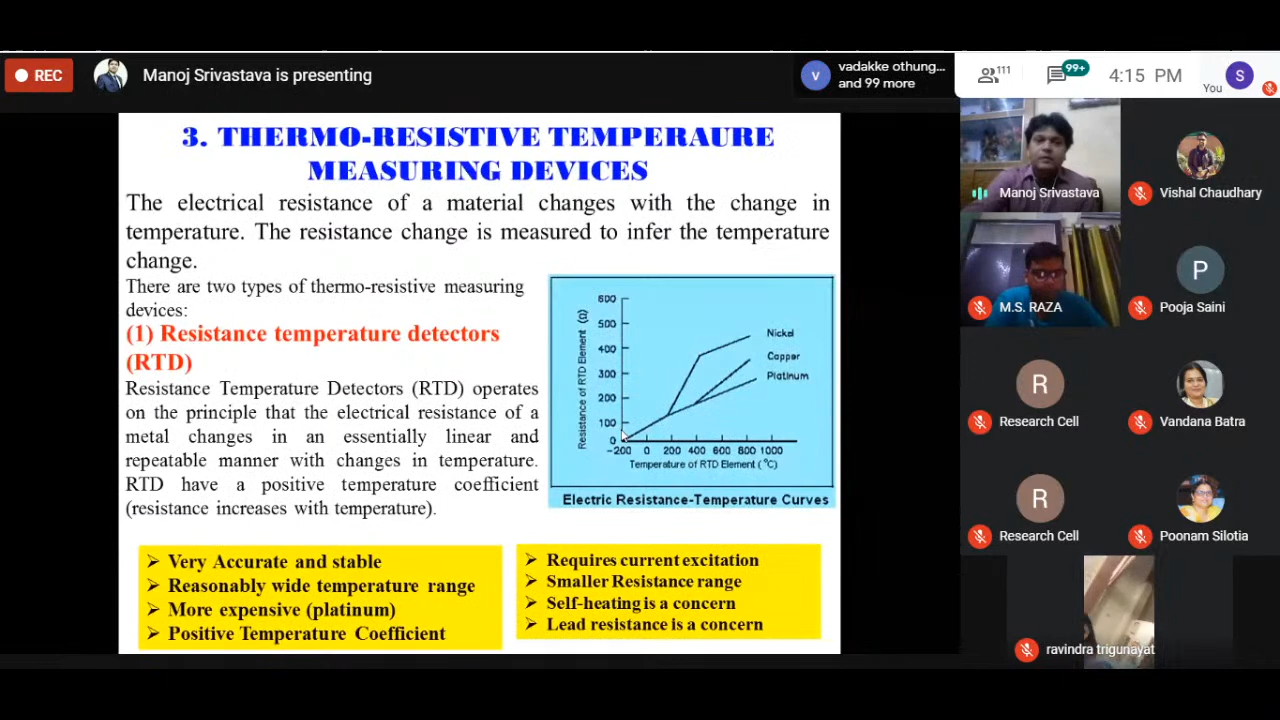 REC
Manoj Srivastava is presenting
v
vadakke othung...
and 99 more
111
99+
4:15 PM
You
S
3. THERMO-RESISTIVE TEMPERAURE
MEASURING DEVICES
The electrical resistance of a material changes with the change in
temperature. The resistance change is measured to infer the temperature
change.
There are two types of thermo-resistive measuring
devices:
(1) Resistance temperature detectors
(RTD)
Resistance Temperature Detectors (RTD) operates
on the principle that the electrical resistance of a
metal changes in an essentially linear and
repeatable manner with changes in temperature.
RTD have a positive temperature coefficient
(resistance increases with temperature).
Resistance of RTD Element (Ω)
600
500
400
300
200
100
0
Nickel
Copper
Platinum
-200 0 200 400 600 800 1000
Temperature of RTD Element (°C)
Electric Resistance-Temperature Curves
➢ Very Accurate and stable
➢ Reasonably wide temperature range
➢ More expensive (platinum)
➢ Positive Temperature Coefficient
➢ Requires current excitation
➢ Smaller Resistance range
➢ Self-heating is a concern
➢ Lead resistance is a concern
Manoj Srivastava
Vishal Chaudhary
M.S. RAZA
P
Pooja Saini
R
Research Cell
Vandana Batra
R
Research Cell
Poonam Silotia
ravindra trigunayat